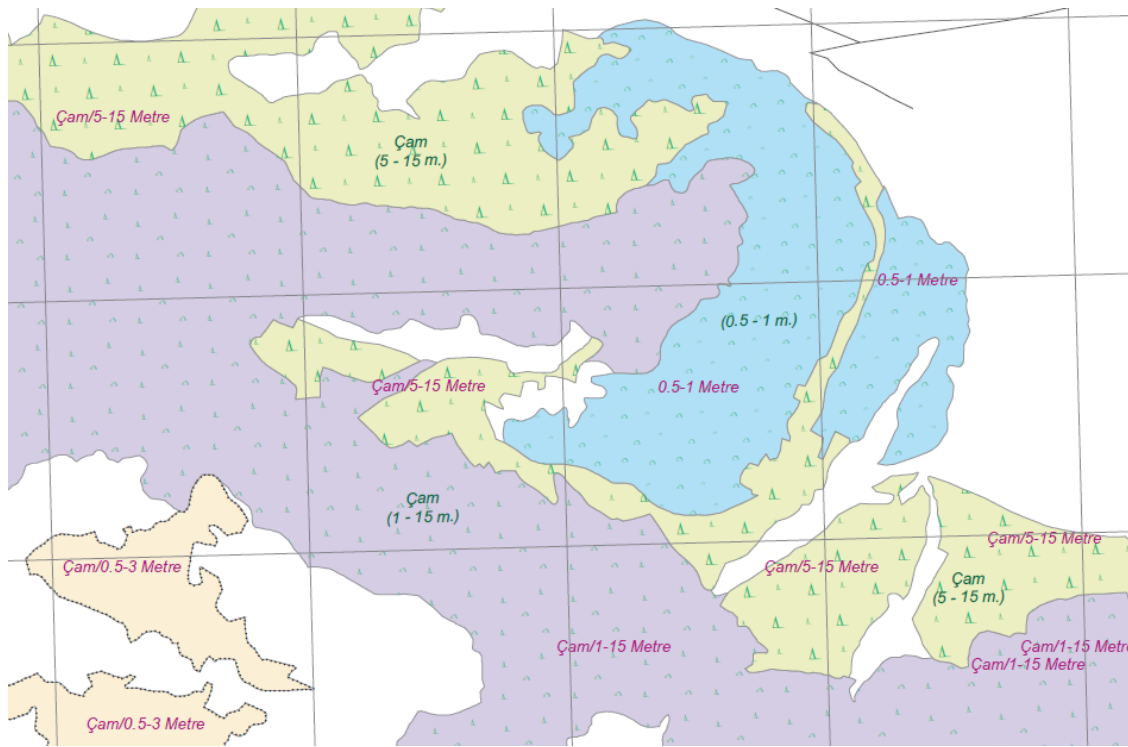 Çam/5-15 Metre
Çam
(5 - 15 m.)
0.5-1 Metre
(0.5 - 1 m.)
Çam/5-15 Metre
0.5-1 Metre
Çam
(1 - 15 m.)
Çam/5-15 Metre
Çam/0.5-3 Metre
Çam/5-15 Metre
Çam
(5 - 15 m.)
Çam/1-15 Metre
Çam/1-15 Metre
Çam/1-15 Metre
Çam/0.5-3 Metre